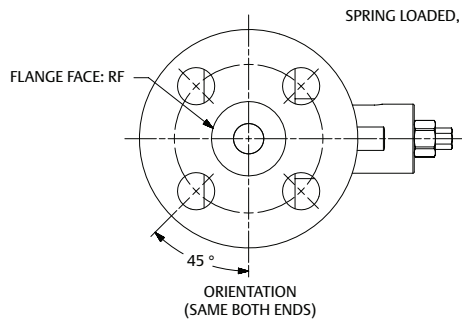 SPRING LOADED,
FLANGE FACE: RF
45 °
ORIENTATION
(SAME BOTH ENDS)